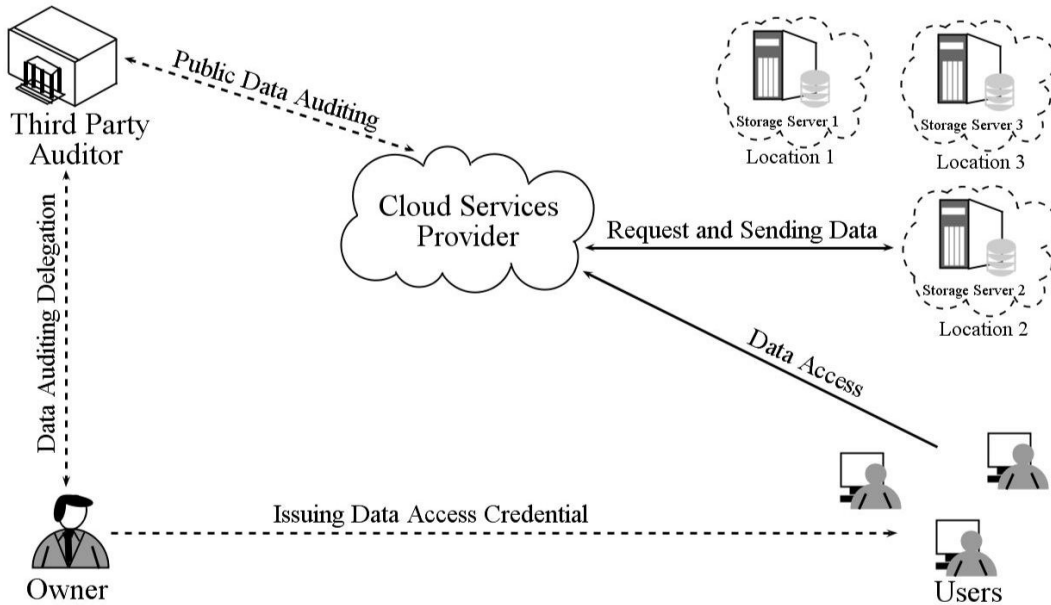 Third Party
Auditor
Public Data Auditing
Storage Server 1
Location 1
Storage Server 3
Location 3
Cloud Services
Provider
Request and Sending Data
Storage Server 2
Location 2
Data Auditing Delegation
Data Access
Issuing Data Access Credential
Owner
Users